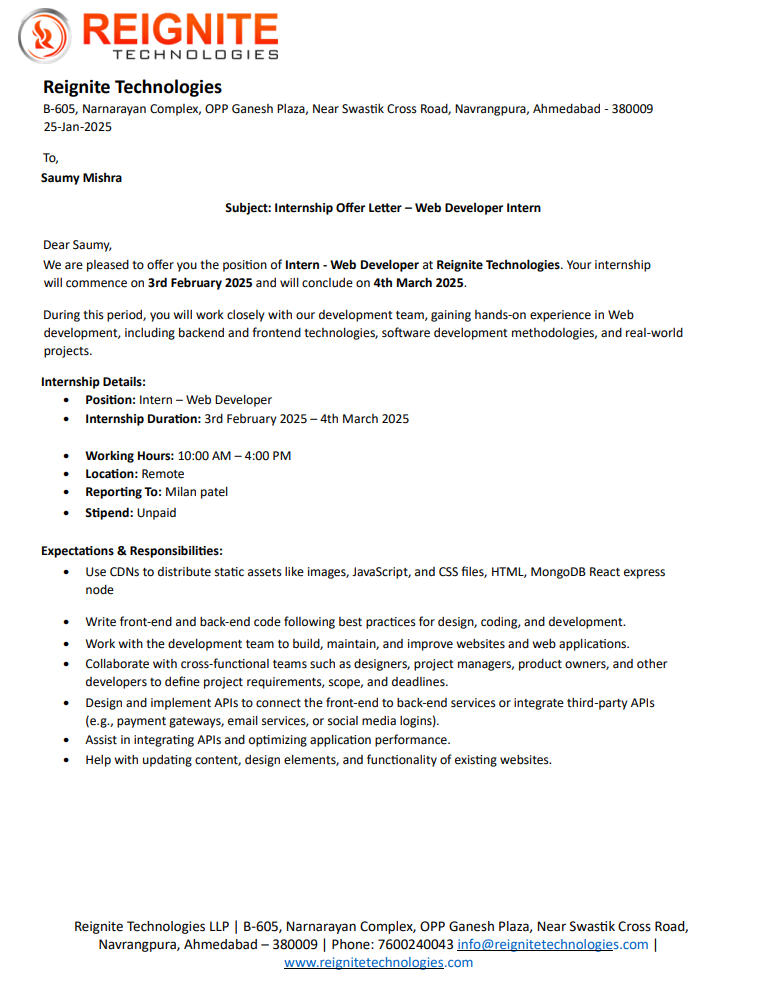 REIGNITE
TECHNOLOGIES
Reignite Technologies
B-605, Narnarayan Complex, OPP Ganesh Plaza, Near Swastik Cross Road, Navrangpura, Ahmedabad - 380009
25-Jan-2025
To,
Saumy Mishra
Subject: Internship Offer Letter – Web Developer Intern
Dear Saumy,
We are pleased to offer you the position of Intern - Web Developer at Reignite Technologies. Your internship
will commence on 3rd February 2025 and will conclude on 4th March 2025.
During this period, you will work closely with our development team, gaining hands-on experience in Web
development, including backend and frontend technologies, software development methodologies, and real-world
projects.
Internship Details:
• Position: Intern – Web Developer
• Internship Duration: 3rd February 2025 – 4th March 2025
• Working Hours: 10:00 AM – 4:00 PM
• Location: Remote
• Reporting To: Milan patel
• Stipend: Unpaid
Expectations & Responsibilities:
• Use CDNs to distribute static assets like images, JavaScript, and CSS files, HTML, MongoDB React express
node
• Write front-end and back-end code following best practices for design, coding, and development.
• Work with the development team to build, maintain, and improve websites and web applications.
• Collaborate with cross-functional teams such as designers, project managers, product owners, and other
developers to define project requirements, scope, and deadlines.
• Design and implement APIs to connect the front-end to back-end services or integrate third-party APIs
(e.g., payment gateways, email services, or social media logins).
• Assist in integrating APIs and optimizing application performance.
• Help with updating content, design elements, and functionality of existing websites.
Reignite Technologies LLP | B-605, Narnarayan Complex, OPP Ganesh Plaza, Near Swastik Cross Road,
Navrangpura, Ahmedabad – 380009 | Phone: 7600240043 info@reignitetechnologies.com |
www.reignitetechnologies.com